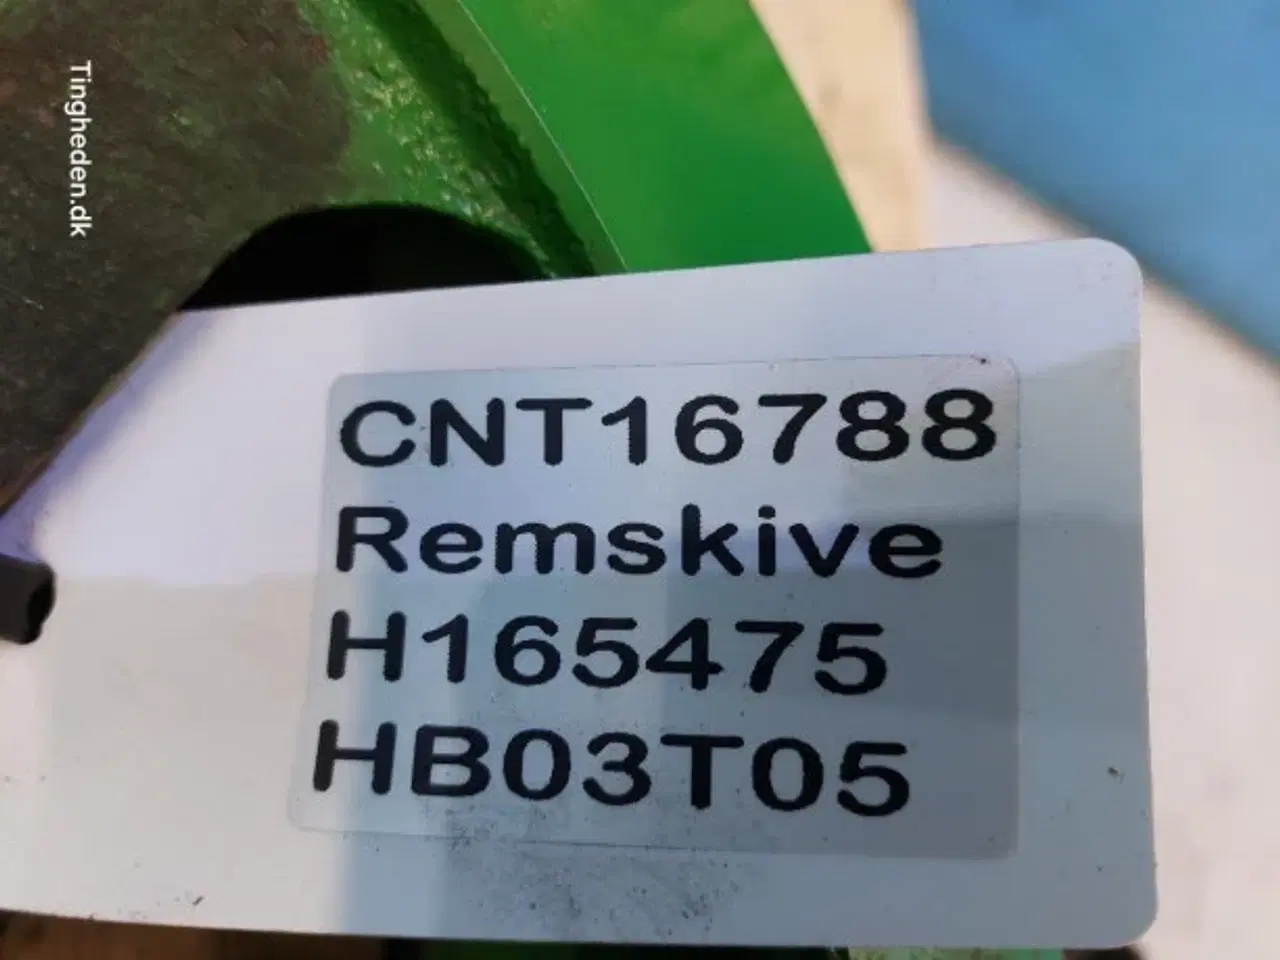 Tingheden.dk
CNT16788
Remskive
H165475
HB03T05